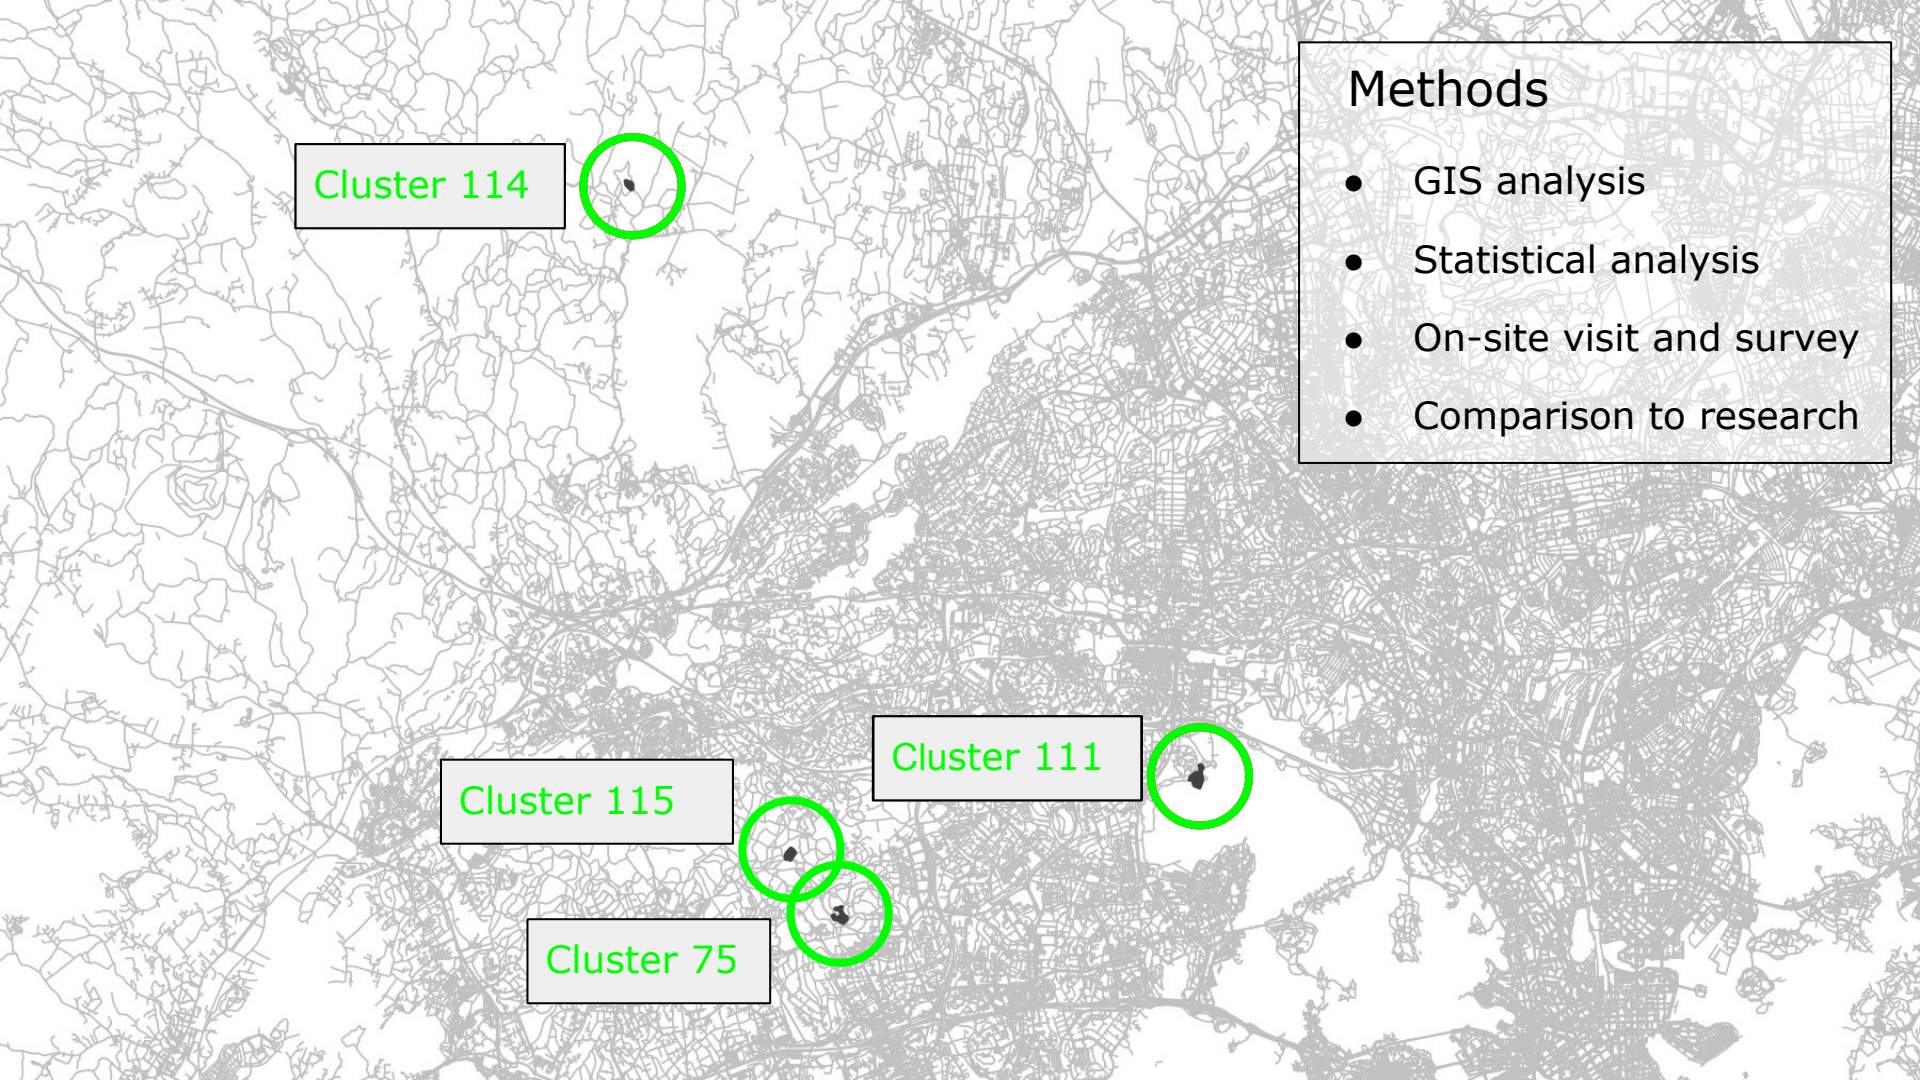 Methods
● GIS analysis
● Statistical analysis
● On-site visit and survey
● Comparison to research
Cluster 114
Cluster 111
Cluster 115
Cluster 75